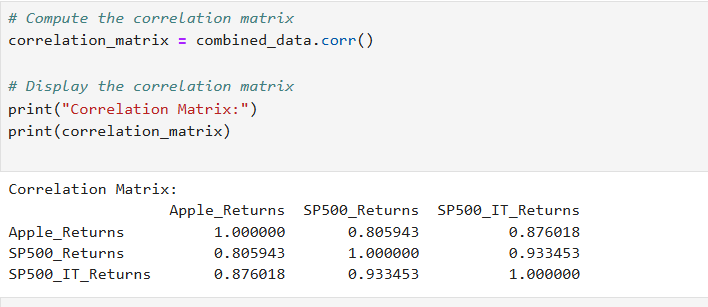 # Compute the correlation matrix
correlation_matrix = combined_data.corr()
# Display the correlation matrix
print("Correlation Matrix:")
print(correlation_matrix)
Correlation Matrix:
Apple_Returns SP500_Returns SP500_IT_Returns
Apple_Returns 1.000000 0.805943 0.876018
SP500_Returns 0.805943 1.000000 0.933453
SP500_IT_Returns 0.876018 0.933453 1.000000